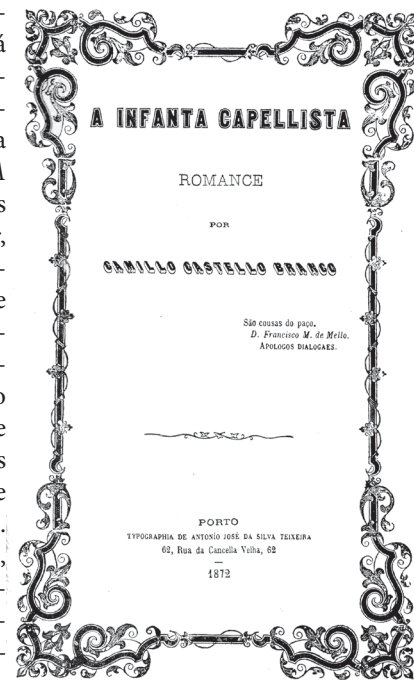 A INFANTA CAPELLISTA
ROMANCE
POR
CAMILLO CASTELLO BRANCO
São cousas do paço.
D. Francisco M. de Mello.
APOLOGOS DIALOGAES.
PORTO
TYPOGRAPHIA DE ANTONIO JOSÉ DA SILVA TEIXEIRA
62, Rua da Cancella Velha, 62
1872